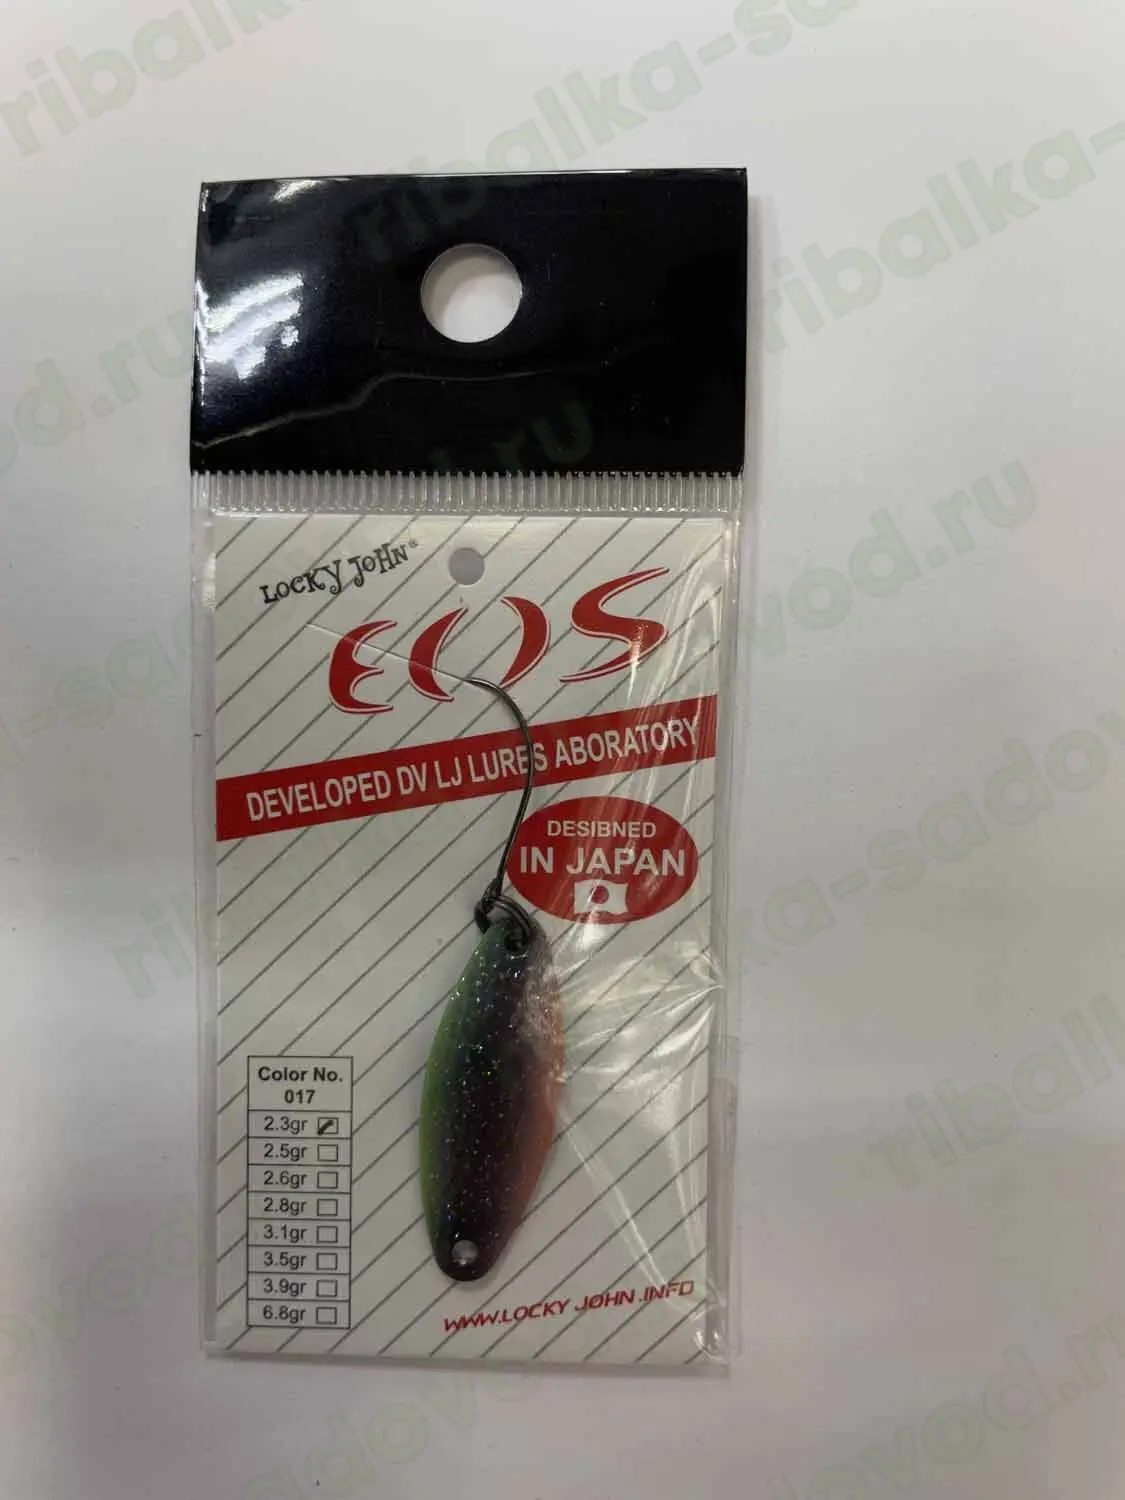 LOCKY JOHN®
EOS
DEVELOPED DV LJ LURES ABORATORY
DESIBNED
IN JAPAN
Color No.
017
2.3gr
2.5gr
2.6gr
2.8gr
3.1gr
3.5gr
3.9gr
6.8gr
WWW.LOCKY JOHN .INFO
ribalka-sadovod.ru